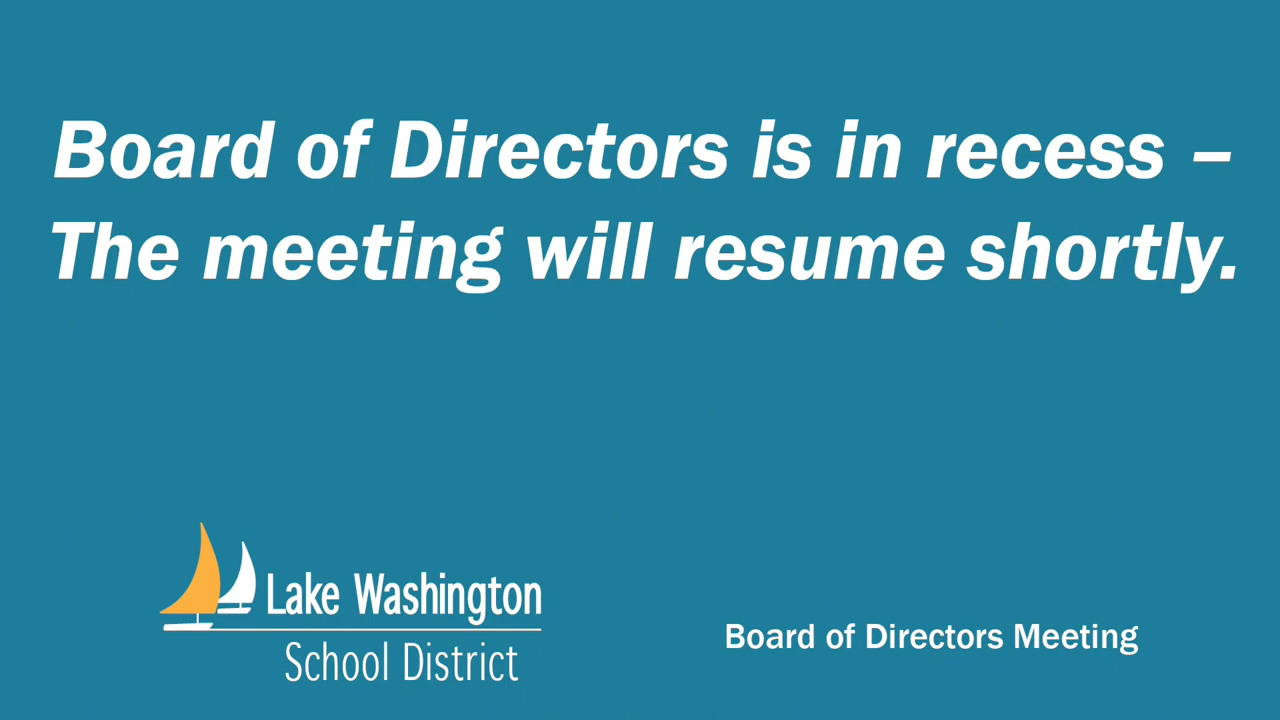 Board of Directors is in recess –
The meeting will resume shortly.
Lake Washington
School District
Board of Directors Meeting